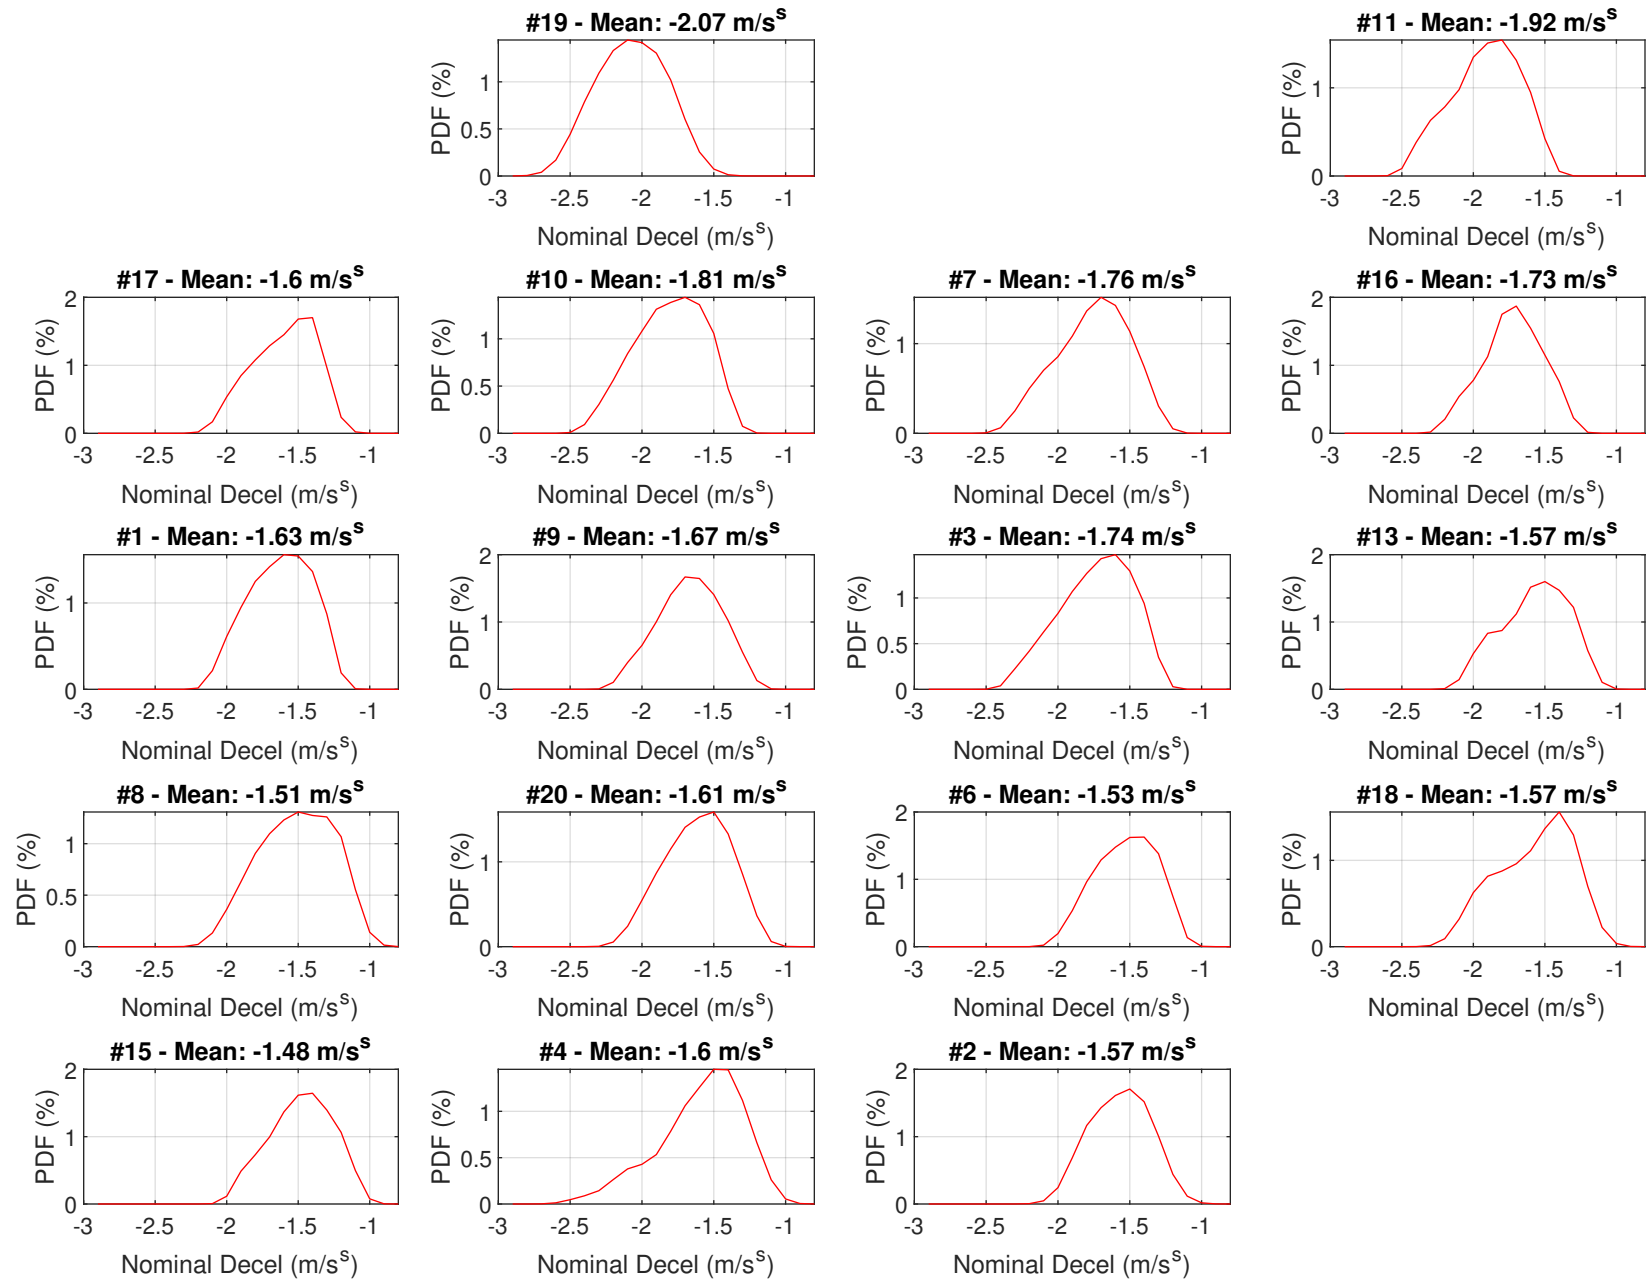 #19 - Mean: -2.07 m/s^s
PDF (%)
1
0.5
0
-3 -2.5 -2 -1.5 -1
Nominal Decel (m/s^s)
#11 - Mean: -1.92 m/s^s
PDF (%)
1
0
-3 -2.5 -2 -1.5 -1
Nominal Decel (m/s^s)
#17 - Mean: -1.6 m/s^s
PDF (%)
2
1
0
-3 -2.5 -2 -1.5 -1
Nominal Decel (m/s^s)
#10 - Mean: -1.81 m/s^s
PDF (%)
1
0.5
0
-3 -2.5 -2 -1.5 -1
Nominal Decel (m/s^s)
#7 - Mean: -1.76 m/s^s
PDF (%)
1
0
-3 -2.5 -2 -1.5 -1
Nominal Decel (m/s^s)
#16 - Mean: -1.73 m/s^s
PDF (%)
2
1
0
-3 -2.5 -2 -1.5 -1
Nominal Decel (m/s^s)
#1 - Mean: -1.63 m/s^s
PDF (%)
1
0
-3 -2.5 -2 -1.5 -1
Nominal Decel (m/s^s)
#9 - Mean: -1.67 m/s^s
PDF (%)
2
1
0
-3 -2.5 -2 -1.5 -1
Nominal Decel (m/s^s)
#3 - Mean: -1.74 m/s^s
PDF (%)
1
0.5
0
-3 -2.5 -2 -1.5 -1
Nominal Decel (m/s^s)
#13 - Mean: -1.57 m/s^s
PDF (%)
2
1
0
-3 -2.5 -2 -1.5 -1
Nominal Decel (m/s^s)
#8 - Mean: -1.51 m/s^s
PDF (%)
1
0.5
0
-3 -2.5 -2 -1.5 -1
Nominal Decel (m/s^s)
#20 - Mean: -1.61 m/s^s
PDF (%)
1
0
-3 -2.5 -2 -1.5 -1
Nominal Decel (m/s^s)
#6 - Mean: -1.53 m/s^s
PDF (%)
2
1
0
-3 -2.5 -2 -1.5 -1
Nominal Decel (m/s^s)
#18 - Mean: -1.57 m/s^s
PDF (%)
1
0
-3 -2.5 -2 -1.5 -1
Nominal Decel (m/s^s)
#15 - Mean: -1.48 m/s^s
PDF (%)
2
1
0
-3 -2.5 -2 -1.5 -1
Nominal Decel (m/s^s)
#4 - Mean: -1.6 m/s^s
PDF (%)
1
0.5
0
-3 -2.5 -2 -1.5 -1
Nominal Decel (m/s^s)
#2 - Mean: -1.57 m/s^s
PDF (%)
2
1
0
-3 -2.5 -2 -1.5 -1
Nominal Decel (m/s^s)